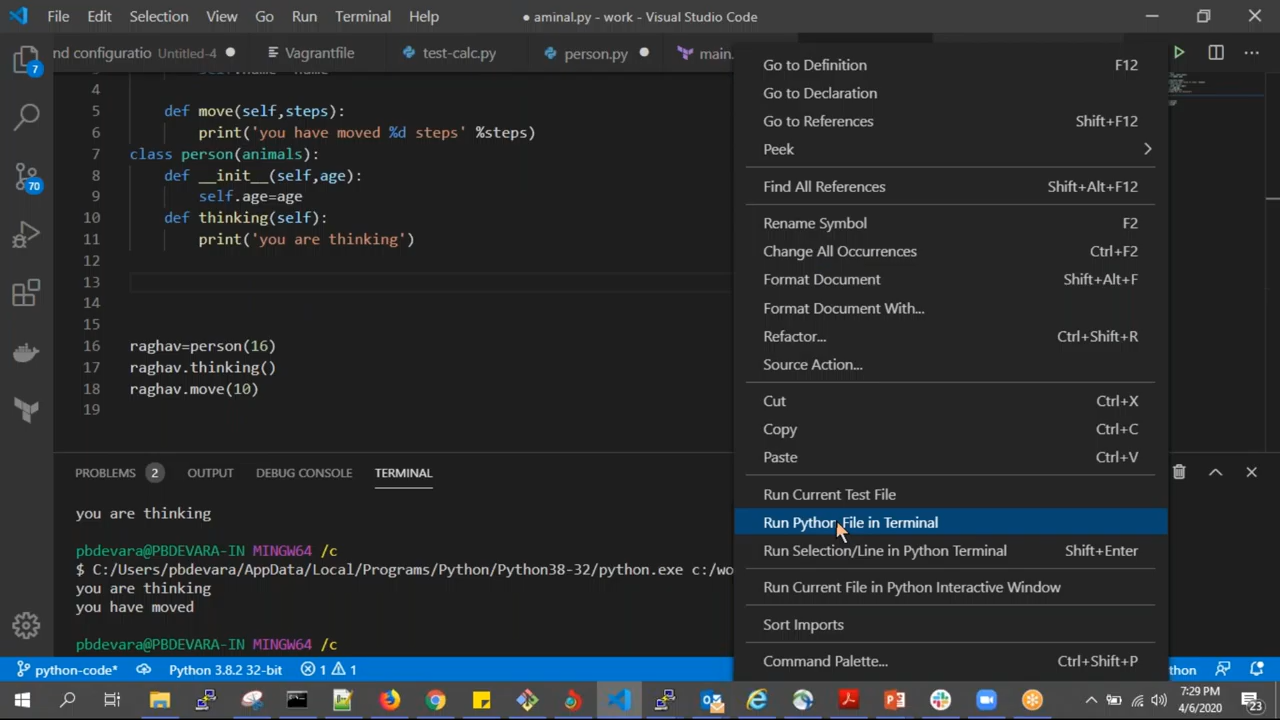 File Edit Selection View Go Run Terminal Help ● aminal.py - work - Visual Studio Code
nd configuratio Untitled-4 ● Vagrantfile test-calc.py person.py ● main.
7
70
4
5 def move(self,steps):
6 print('you have moved %d steps' %steps)
7 class person(animals):
8 def __init__(self,age):
9 self.age=age
10 def thinking(self):
11 print('you are thinking')
12
13
14
15
16 raghav=person(16)
17 raghav.thinking()
18 raghav.move(10)
19
Go to Definition F12
Go to Declaration
Go to References Shift+F12
Peek
Find All References Shift+Alt+F12
Rename Symbol F2
Change All Occurrences Ctrl+F2
Format Document Shift+Alt+F
Format Document With...
Refactor... Ctrl+Shift+R
Source Action...
Cut Ctrl+X
Copy Ctrl+C
Paste Ctrl+V
Run Current Test File
Run Python File in Terminal
Run Selection/Line in Python Terminal Shift+Enter
Run Current File in Python Interactive Window
Sort Imports
Command Palette... Ctrl+Shift+P
PROBLEMS 2 OUTPUT DEBUG CONSOLE TERMINAL
you are thinking
pbdevara@PBDEVARA-IN MINGW64 /c
$ C:/Users/pbdevara/AppData/Local/Programs/Python/Python38-32/python.exe c:/wo
you are thinking
you have moved
pbdevara@PBDEVARA-IN MINGW64 /c
python-code* Python 3.8.2 32-bit 1 1 thon
7:29 PM
4/6/2020
23